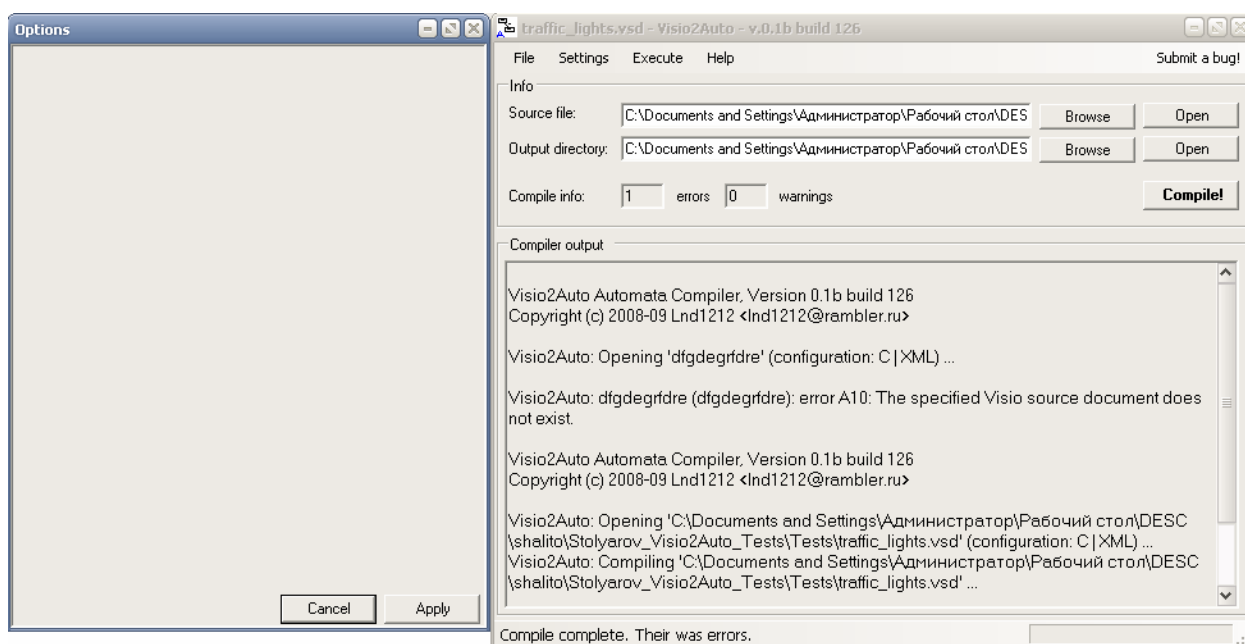 Options
Cancel
Apply
traffic_lights.vsd - Visio2Auto - v.0.1b build 126
File Settings Execute Help Submit a bug!
Info
Source file: C:\Documents and Settings\Администратор\Рабочий стол\DES Browse Open
Output directory: C:\Documents and Settings\Администратор\Рабочий стол\DES Browse Open
Compile info: 1 errors 0 warnings Compile!
Compiler output
Visio2Auto Automata Compiler, Version 0.1b build 126
Copyright (c) 2008-09 Lnd1212 <lnd1212@rambler.ru>
Visio2Auto: Opening 'dfgdegrfdre' (configuration: C | XML) ...
Visio2Auto: dfgdegrfdre (dfgdegrfdre): error A10: The specified Visio source document does
not exist.
Visio2Auto Automata Compiler, Version 0.1b build 126
Copyright (c) 2008-09 Lnd1212 <lnd1212@rambler.ru>
Visio2Auto: Opening 'C:\Documents and Settings\Администратор\Рабочий стол\DESC
\shalito\Stolyarov_Visio2Auto_Tests\Tests\traffic_lights.vsd' (configuration: C | XML) ...
Visio2Auto: Compiling 'C:\Documents and Settings\Администратор\Рабочий стол\DESC
\shalito\Stolyarov_Visio2Auto_Tests\Tests\traffic_lights.vsd' ...
Compile complete. Their was errors.